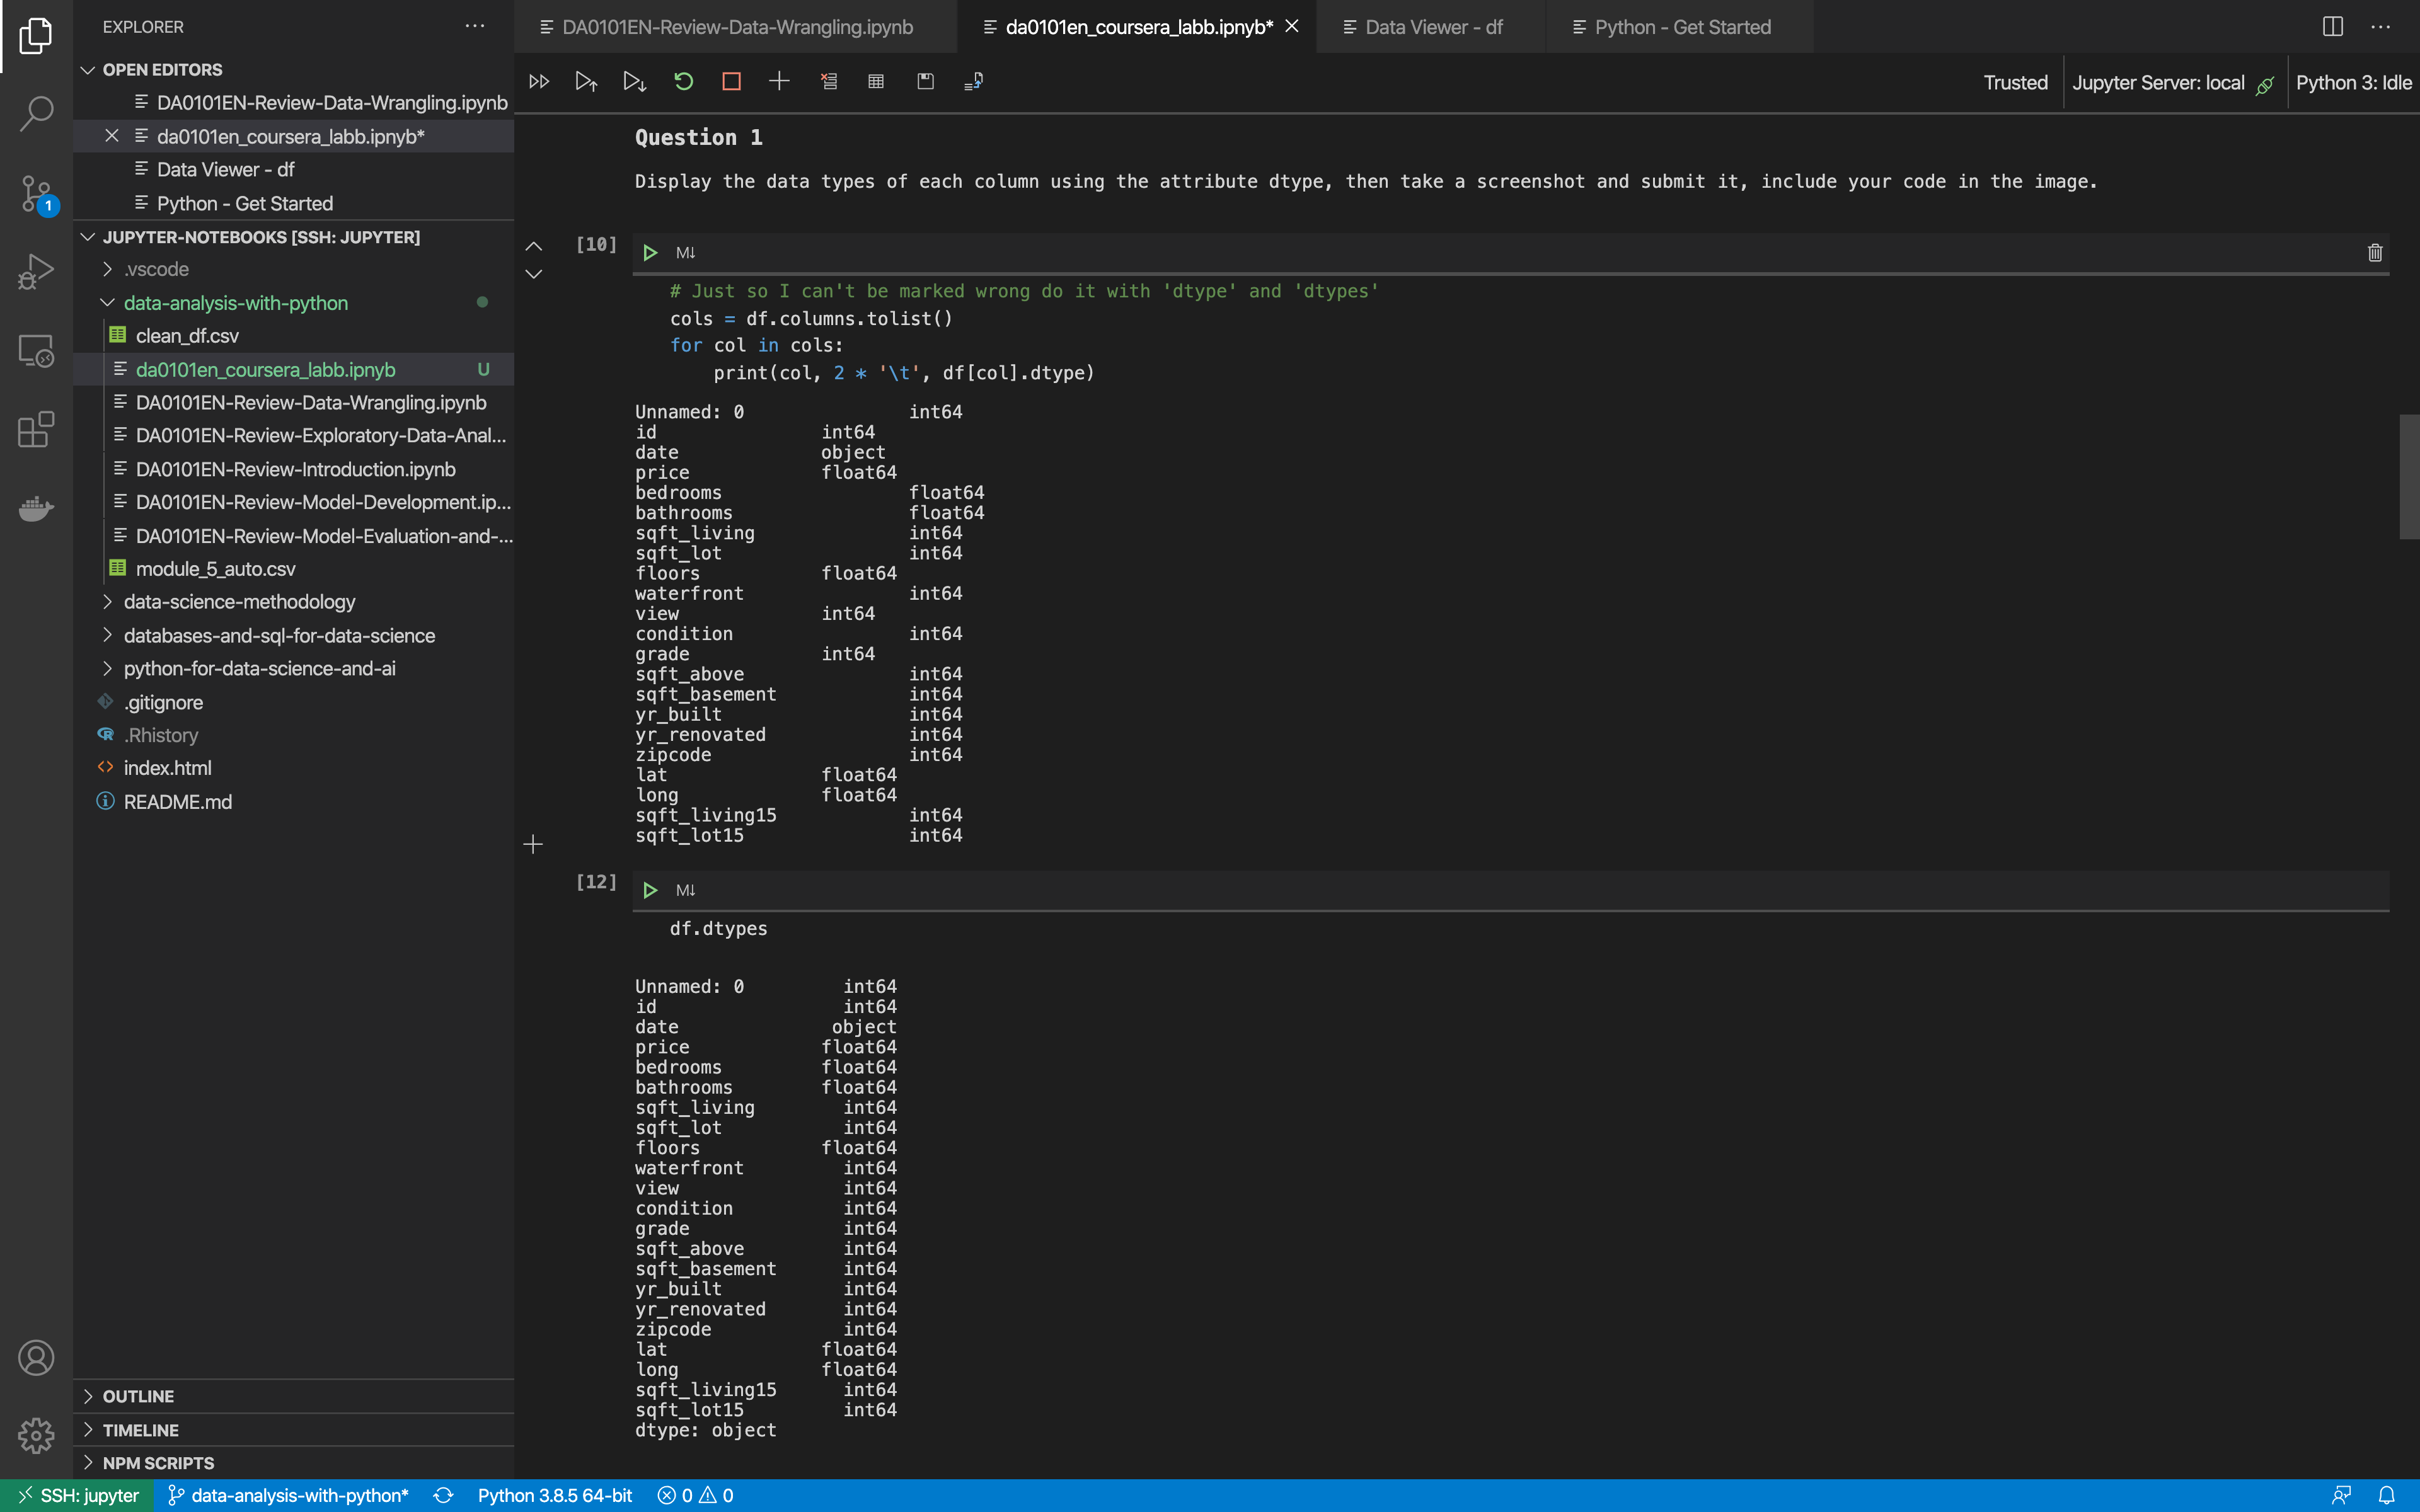 EXPLORER
OPEN EDITORS
DA0101EN-Review-Data-Wrangling.ipynb
da0101en_coursera_labb.ipnyb*
Data Viewer - df
Python - Get Started
1
JUPYTER-NOTEBOOKS [SSH: JUPYTER]
.vscode
data-analysis-with-python
clean_df.csv
da0101en_coursera_labb.ipnyb U
DA0101EN-Review-Data-Wrangling.ipynb
DA0101EN-Review-Exploratory-Data-Anal...
DA0101EN-Review-Introduction.ipynb
DA0101EN-Review-Model-Development.ip...
DA0101EN-Review-Model-Evaluation-and-...
module_5_auto.csv
data-science-methodology
databases-and-sql-for-data-science
python-for-data-science-and-ai
.gitignore
.Rhistory
index.html
README.md
OUTLINE
TIMELINE
NPM SCRIPTS
DA0101EN-Review-Data-Wrangling.ipynb da0101en_coursera_labb.ipnyb* Data Viewer - df Python - Get Started
Trusted Jupyter Server: local Python 3: Idle
Question 1
Display the data types of each column using the attribute dtype, then take a screenshot and submit it, include your code in the image.
[10] M↓
# Just so I can't be marked wrong do it with 'dtype' and 'dtypes'
cols = df.columns.tolist()
for col in cols:
print(col, 2 * '\t', df[col].dtype)
Unnamed: 0 int64
id int64
date object
price float64
bedrooms float64
bathrooms float64
sqft_living int64
sqft_lot int64
floors float64
waterfront int64
view int64
condition int64
grade int64
sqft_above int64
sqft_basement int64
yr_built int64
yr_renovated int64
zipcode int64
lat float64
long float64
sqft_living15 int64
sqft_lot15 int64
[12] M↓
df.dtypes
Unnamed: 0 int64
id int64
date object
price float64
bedrooms float64
bathrooms float64
sqft_living int64
sqft_lot int64
floors float64
waterfront int64
view int64
condition int64
grade int64
sqft_above int64
sqft_basement int64
yr_built int64
yr_renovated int64
zipcode int64
lat float64
long float64
sqft_living15 int64
sqft_lot15 int64
dtype: object
SSH: jupyter data-analysis-with-python* Python 3.8.5 64-bit 0 0